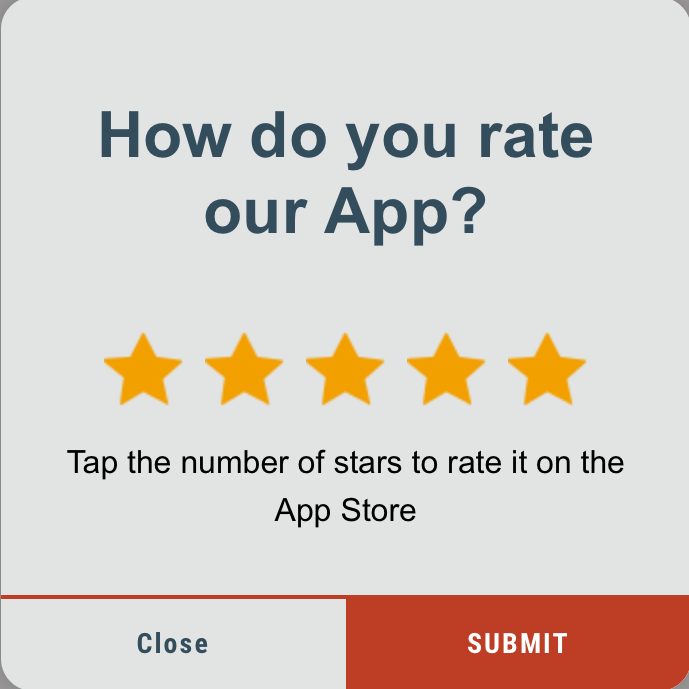 How do you rate
our App?
Tap the number of stars to rate it on the
App Store
Close
SUBMIT